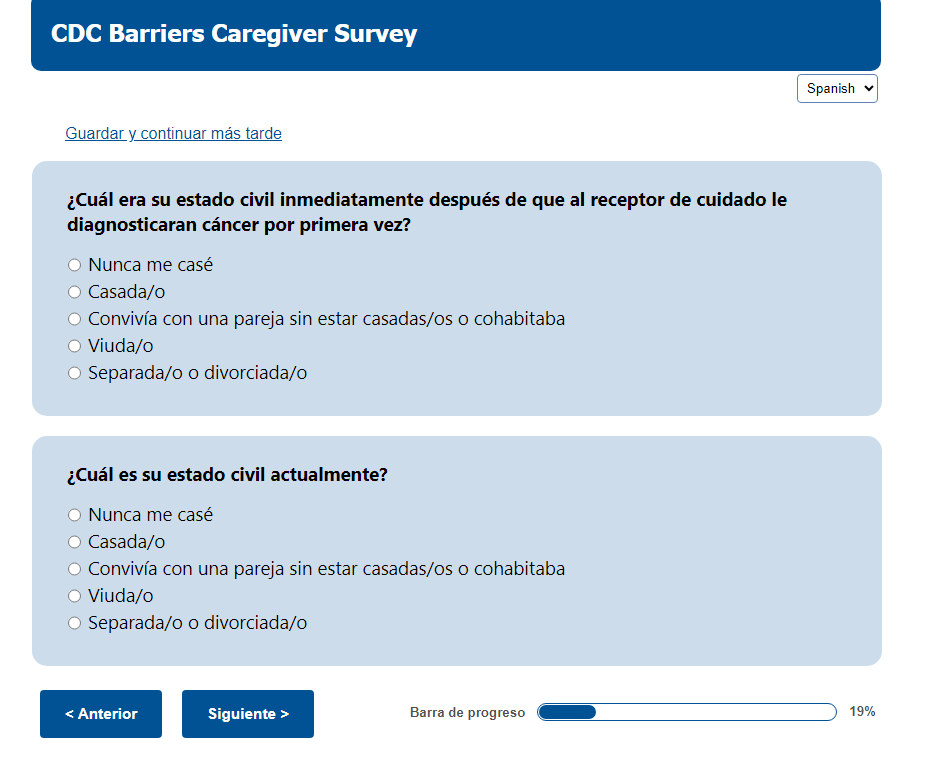 CDC Barriers Caregiver Survey
Spanish
Guardar y continuar más tarde
¿Cuál era su estado civil inmediatamente después de que al receptor de cuidado le
diagnosticaran cáncer por primera vez?
Nunca me casé
Casada/o
Convivía con una pareja sin estar casadas/os o cohabitaba
Viuda/o
Separada/o o divorciada/o
¿Cuál es su estado civil actualmente?
Nunca me casé
Casada/o
Convivía con una pareja sin estar casadas/os o cohabitaba
Viuda/o
Separada/o o divorciada/o
< Anterior
Siguiente >
Barra de progreso
19%